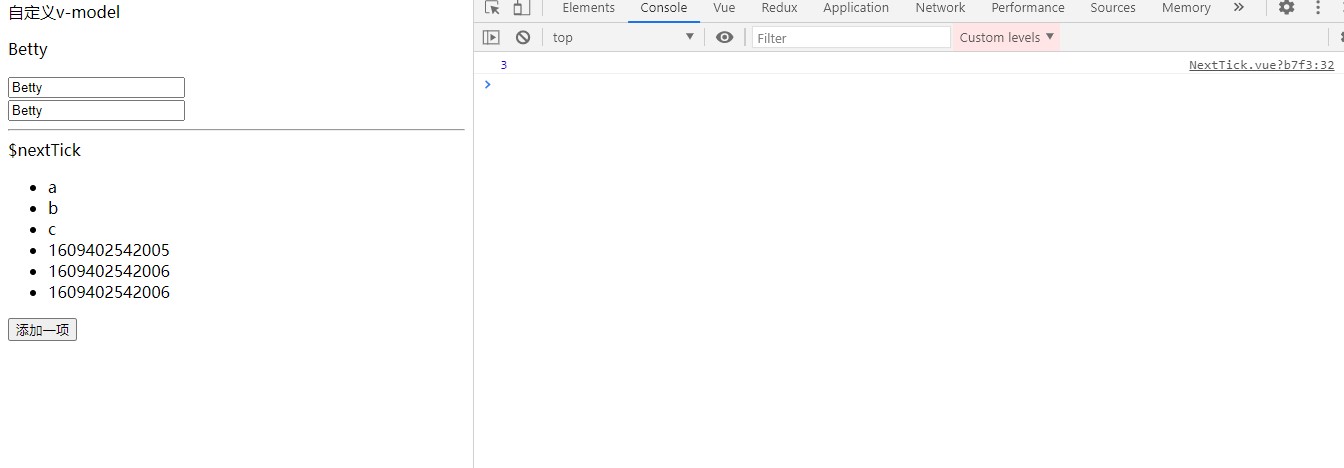 自定义v-model
Betty
Betty
Betty
$nextTick
a
b
c
1609402542005
1609402542006
1609402542006
添加一项
Elements Console Vue Redux Application Network Performance Sources Memory »
top Filter Custom levels
3 NextTick.vue?b7f3:32